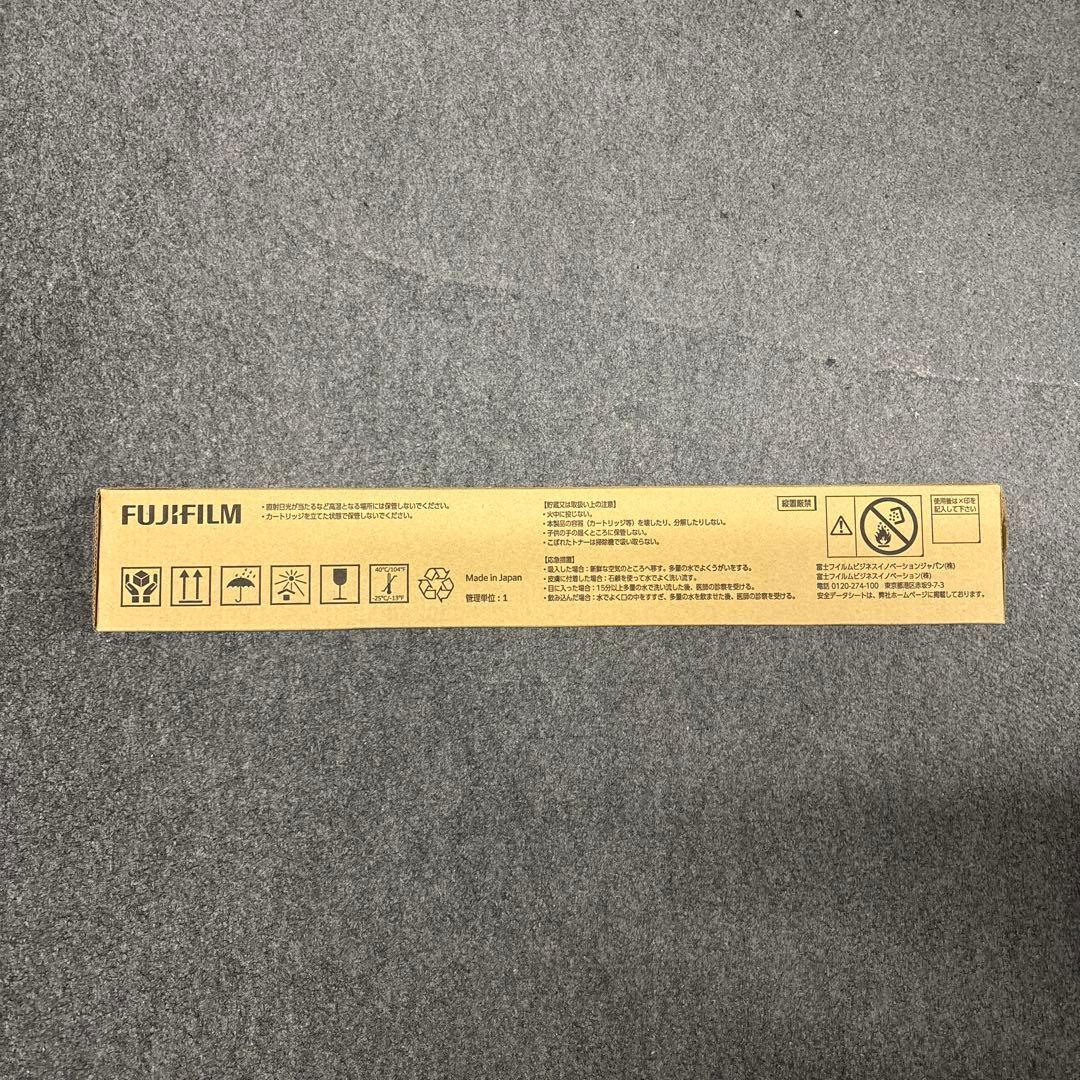 FUJIFILM
・直射日光が当たるなど高温となる場所には保管しないでください。
・カートリッジを立てた状態で保管しないでください。
40℃/104℉
-25℃/-13℉
Made in Japan
管理単位：1
【貯蔵又は取扱い上の注意】
・火中に投じない。
・本製品の容器（カートリッジ等）を壊したり、分解したりしない。
・子供の手の届くところに保管しない。
・こぼれたトナーは掃除機で吸い取らない。
【応急措置】
・吸入した場合：新鮮な空気のところへ移す。多量の水でよくうがいをする。
・皮膚に付着した場合：石鹸を使って水でよく洗い流す。
・目に入った場合：15分以上多量の水で洗い流した後、医師の診察を受ける。
・飲み込んだ場合：水でよく口の中をすすぎ、多量の水を飲ませた後、医師の診察を受ける。
縦置厳禁
使用後は×印を
記入して下さい
富士フイルムビジネスイノベーションジャパン(株)
富士フイルムビジネスイノベーション(株)
電話 0120-274-100 東京都港区赤坂9-7-3
安全データシートは、弊社ホームページに掲載しております。